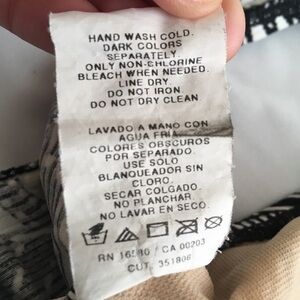 HAND WASH COLD.
DARK COLORS
SEPARATELY.
ONLY NON-CHLORINE
BLEACH WHEN NEEDED.
LINE DRY.
DO NOT IRON.
DO NOT DRY CLEAN
LAVADO A MANO CON
AGUA FRIA.
COLORES OBSCUROS
POR SEPARADO.
USE SOLO
BLANQUEADOR SIN
CLORO.
SECAR COLGADO.
NO PLANCHAR.
NO LAVAR EN SECO.
RN 16580 / CA 00203
CUT: 351806